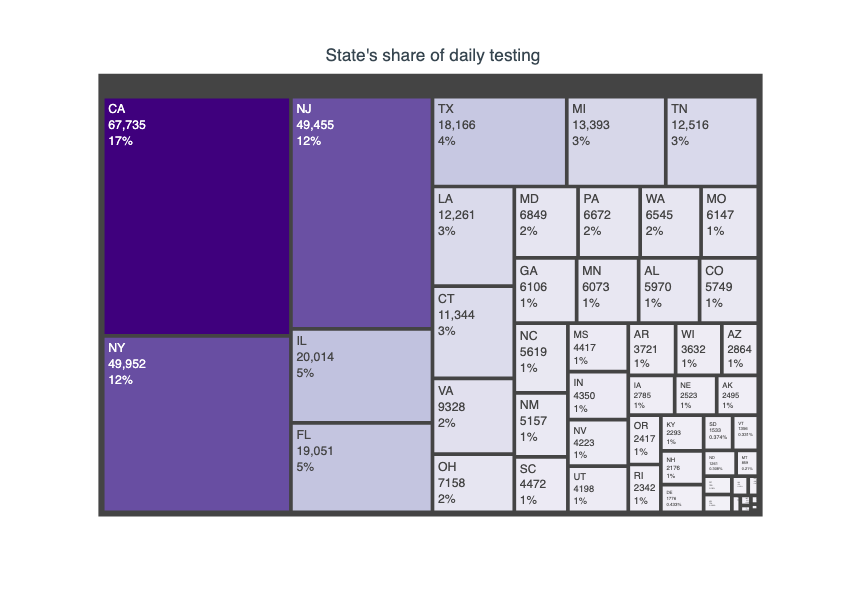 State's share of daily testing
CA
67,735
17%
NY
49,952
12%
NJ
49,455
12%
IL
20,014
5%
FL
19,051
5%
TX
18,166
4%
MI
13,393
3%
TN
12,516
3%
LA
12,261
3%
CT
11,344
3%
VA
9328
2%
OH
7158
2%
MD
6849
2%
PA
6672
2%
WA
6545
2%
MO
6147
1%
GA
6106
1%
MN
6073
1%
AL
5970
1%
CO
5749
1%
NC
5619
1%
NM
5157
1%
SC
4472
1%
MS
4417
1%
IN
4350
1%
NV
4223
1%
UT
4198
1%
AR
3721
1%
WI
3632
1%
AZ
2864
1%
IA
2785
1%
NE
2523
1%
AK
2495
1%
OR
2417
1%
RI
2342
1%
KY
2293
1%
NH
2176
1%
DE
SD
1533
0.374%
VT
ND
MT